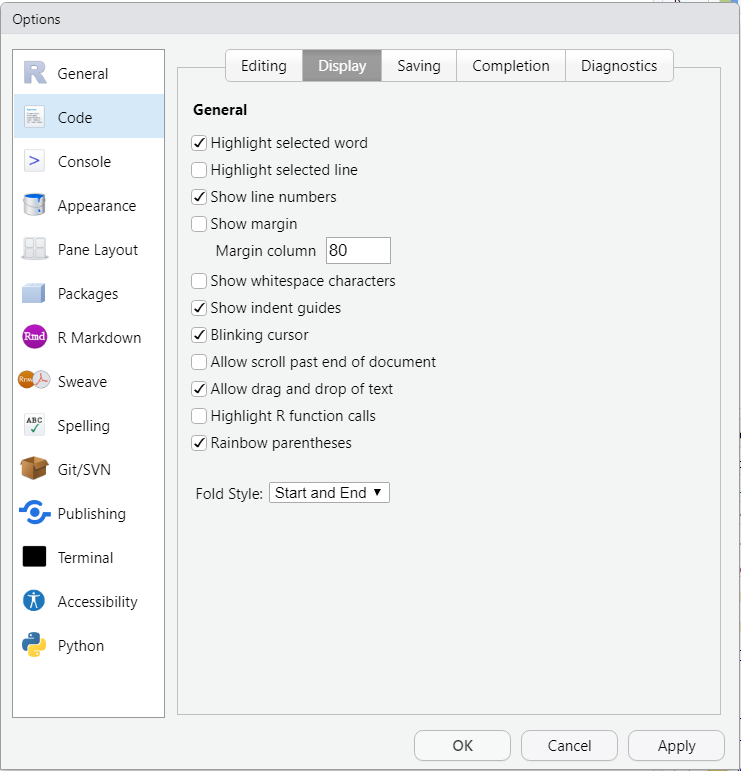 Options
General
Code
Console
Appearance
Pane Layout
Packages
Rmd R Markdown
Rnw Sweave
ABC Spelling
Git/SVN
Publishing
Terminal
Accessibility
Python
Editing Display Saving Completion Diagnostics
General
Highlight selected word
Highlight selected line
Show line numbers
Show margin
Margin column 80
Show whitespace characters
Show indent guides
Blinking cursor
Allow scroll past end of document
Allow drag and drop of text
Highlight R function calls
Rainbow parentheses
Fold Style: Start and End
OK Cancel Apply